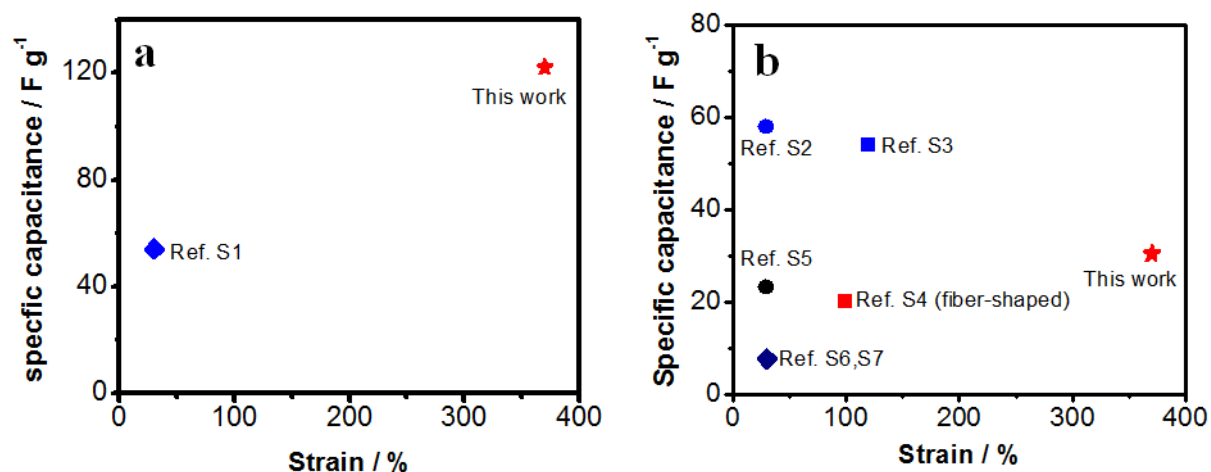 a
specfic capacitance / F g⁻¹
120
80
40
0
This work
Ref. S1
0 100 200 300 400
Strain / %
b
Specific capacitance / F g⁻¹
80
60
40
20
0
Ref. S2
Ref. S3
Ref. S5
This work
Ref. S4 (fiber-shaped)
Ref. S6,S7
0 100 200 300 400
Strain / %